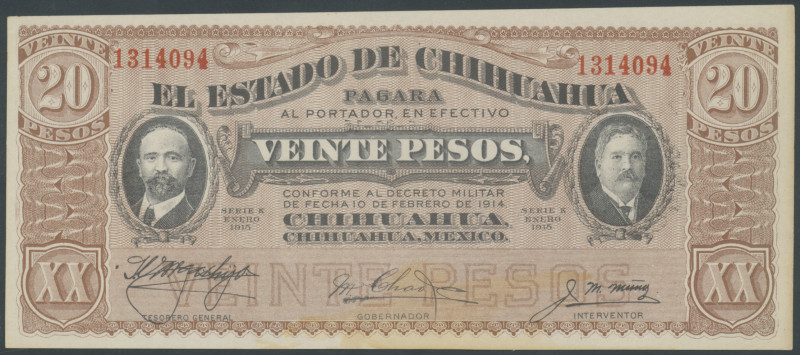 VEINTE
20
PESOS
1314094
EL ESTADO DE CHIHUAHUA
1314094
VEINTE
20
PESOS
PAGARA
AL PORTADOR, EN EFECTIVO
VEINTE PESOS,
CONFORME AL DECRETO MILITAR
DE FECHA 10 DE FEBRERO DE 1914
CHIHUAHUA,
CHIHUAHUA, MEXICO.
SERIE K
ENERO
1915
SERIE K
ENERO
1915
XX
VEINTE PESOS
XX
TESORERO GENERAL
GOBERNADOR
J. M. Muñoz
INTERVENTOR